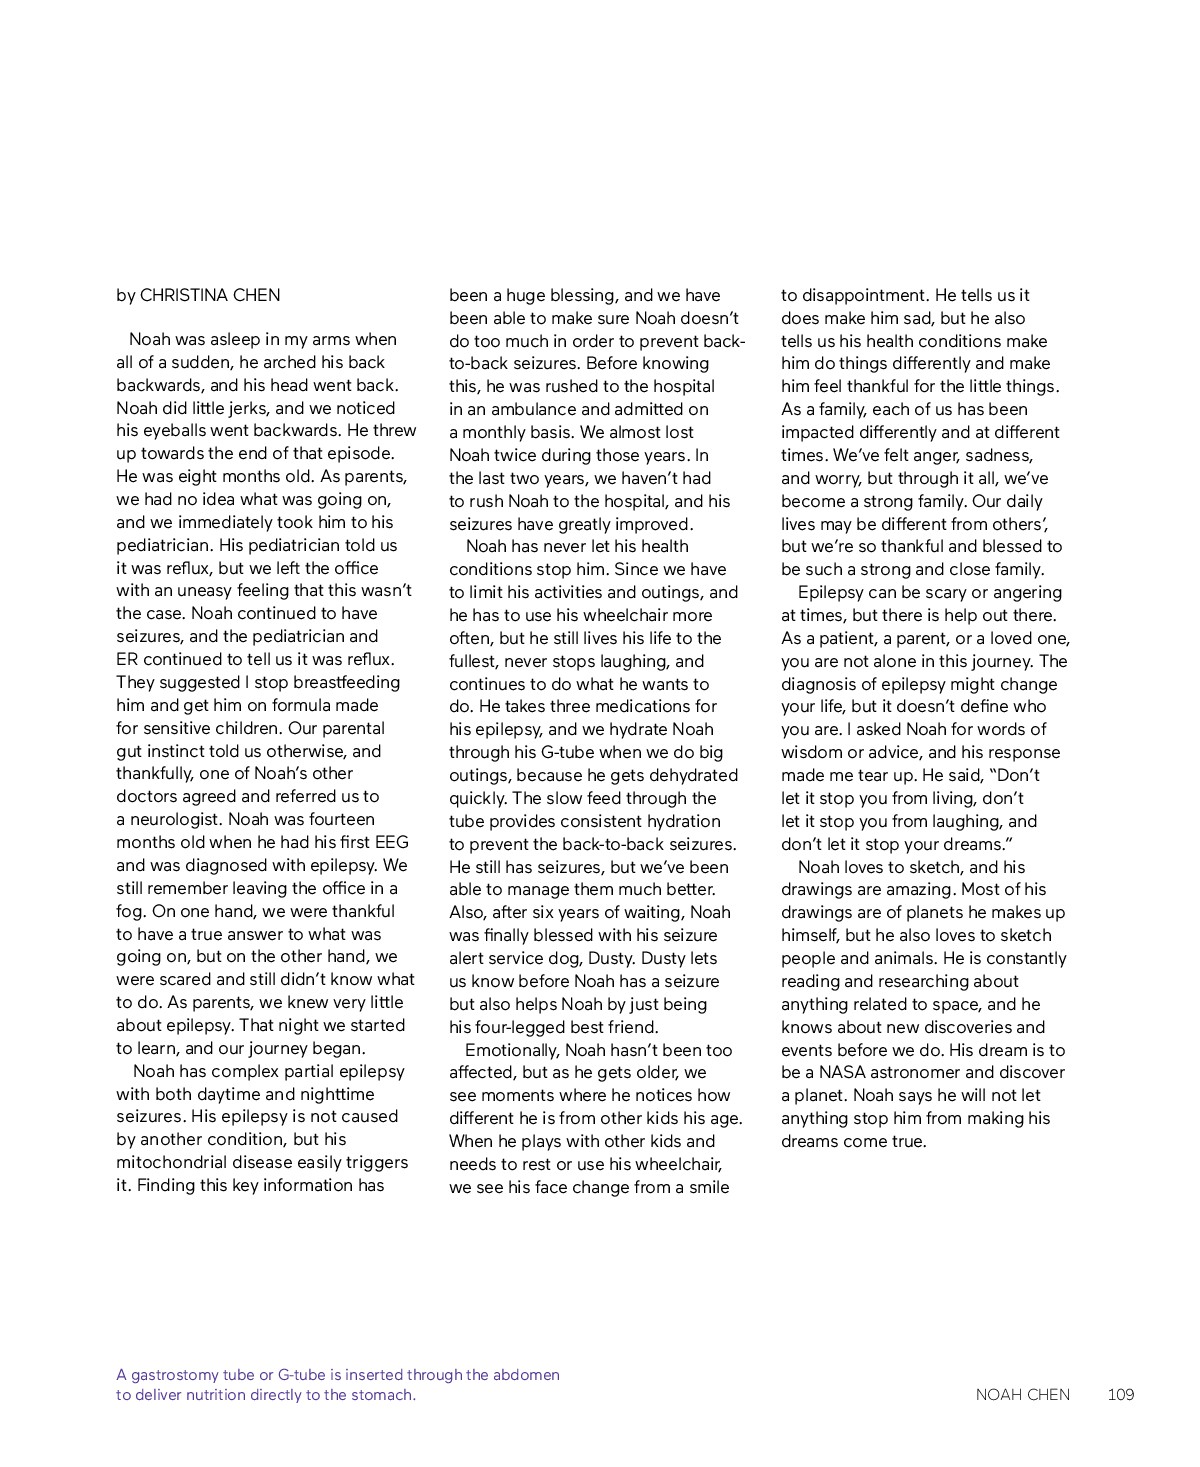 by CHRISTINA CHEN
Noah was asleep in my arms when
all of a sudden, he arched his back
backwards, and his head went back.
Noah did little jerks, and we noticed
his eyeballs went backwards. He threw
up towards the end of that episode.
He was eight months old. As parents,
we had no idea what was going on,
and we immediately took him to his
pediatrician. His pediatrician told us
it was reflux, but we left the office
with an uneasy feeling that this wasn’t
the case. Noah continued to have
seizures, and the pediatrician and
ER continued to tell us it was reflux.
They suggested I stop breastfeeding
him and get him on formula made
for sensitive children. Our parental
gut instinct told us otherwise, and
thankfully, one of Noah’s other
doctors agreed and referred us to
a neurologist. Noah was fourteen
months old when he had his first EEG
and was diagnosed with epilepsy. We
still remember leaving the office in a
fog. On one hand, we were thankful
to have a true answer to what was
going on, but on the other hand, we
were scared and still didn’t know what
to do. As parents, we knew very little
about epilepsy. That night we started
to learn, and our journey began.
Noah has complex partial epilepsy
with both daytime and nighttime
seizures. His epilepsy is not caused
by another condition, but his
mitochondrial disease easily triggers
it. Finding this key information has
been a huge blessing, and we have
been able to make sure Noah doesn’t
do too much in order to prevent back-
to-back seizures. Before knowing
this, he was rushed to the hospital
in an ambulance and admitted on
a monthly basis. We almost lost
Noah twice during those years. In
the last two years, we haven’t had
to rush Noah to the hospital, and his
seizures have greatly improved.
Noah has never let his health
conditions stop him. Since we have
to limit his activities and outings, and
he has to use his wheelchair more
often, but he still lives his life to the
fullest, never stops laughing, and
continues to do what he wants to
do. He takes three medications for
his epilepsy, and we hydrate Noah
through his G-tube when we do big
outings, because he gets dehydrated
quickly. The slow feed through the
tube provides consistent hydration
to prevent the back-to-back seizures.
He still has seizures, but we’ve been
able to manage them much better.
Also, after six years of waiting, Noah
was finally blessed with his seizure
alert service dog, Dusty. Dusty lets
us know before Noah has a seizure
but also helps Noah by just being
his four-legged best friend.
Emotionally, Noah hasn’t been too
affected, but as he gets older, we
see moments where he notices how
different he is from other kids his age.
When he plays with other kids and
needs to rest or use his wheelchair,
we see his face change from a smile
to disappointment. He tells us it
does make him sad, but he also
tells us his health conditions make
him do things differently and make
him feel thankful for the little things.
As a family, each of us has been
impacted differently and at different
times. We’ve felt anger, sadness,
and worry, but through it all, we’ve
become a strong family. Our daily
lives may be different from others’,
but we’re so thankful and blessed to
be such a strong and close family.
Epilepsy can be scary or angering
at times, but there is help out there.
As a patient, a parent, or a loved one,
you are not alone in this journey. The
diagnosis of epilepsy might change
your life, but it doesn’t define who
you are. I asked Noah for words of
wisdom or advice, and his response
made me tear up. He said, “Don’t
let it stop you from living, don’t
let it stop you from laughing, and
don’t let it stop your dreams.”
Noah loves to sketch, and his
drawings are amazing. Most of his
drawings are of planets he makes up
himself, but he also loves to sketch
people and animals. He is constantly
reading and researching about
anything related to space, and he
knows about new discoveries and
events before we do. His dream is to
be a NASA astronomer and discover
a planet. Noah says he will not let
anything stop him from making his
dreams come true.
A gastrostomy tube or G-tube is inserted through the abdomen
to deliver nutrition directly to the stomach.
NOAH CHEN 109